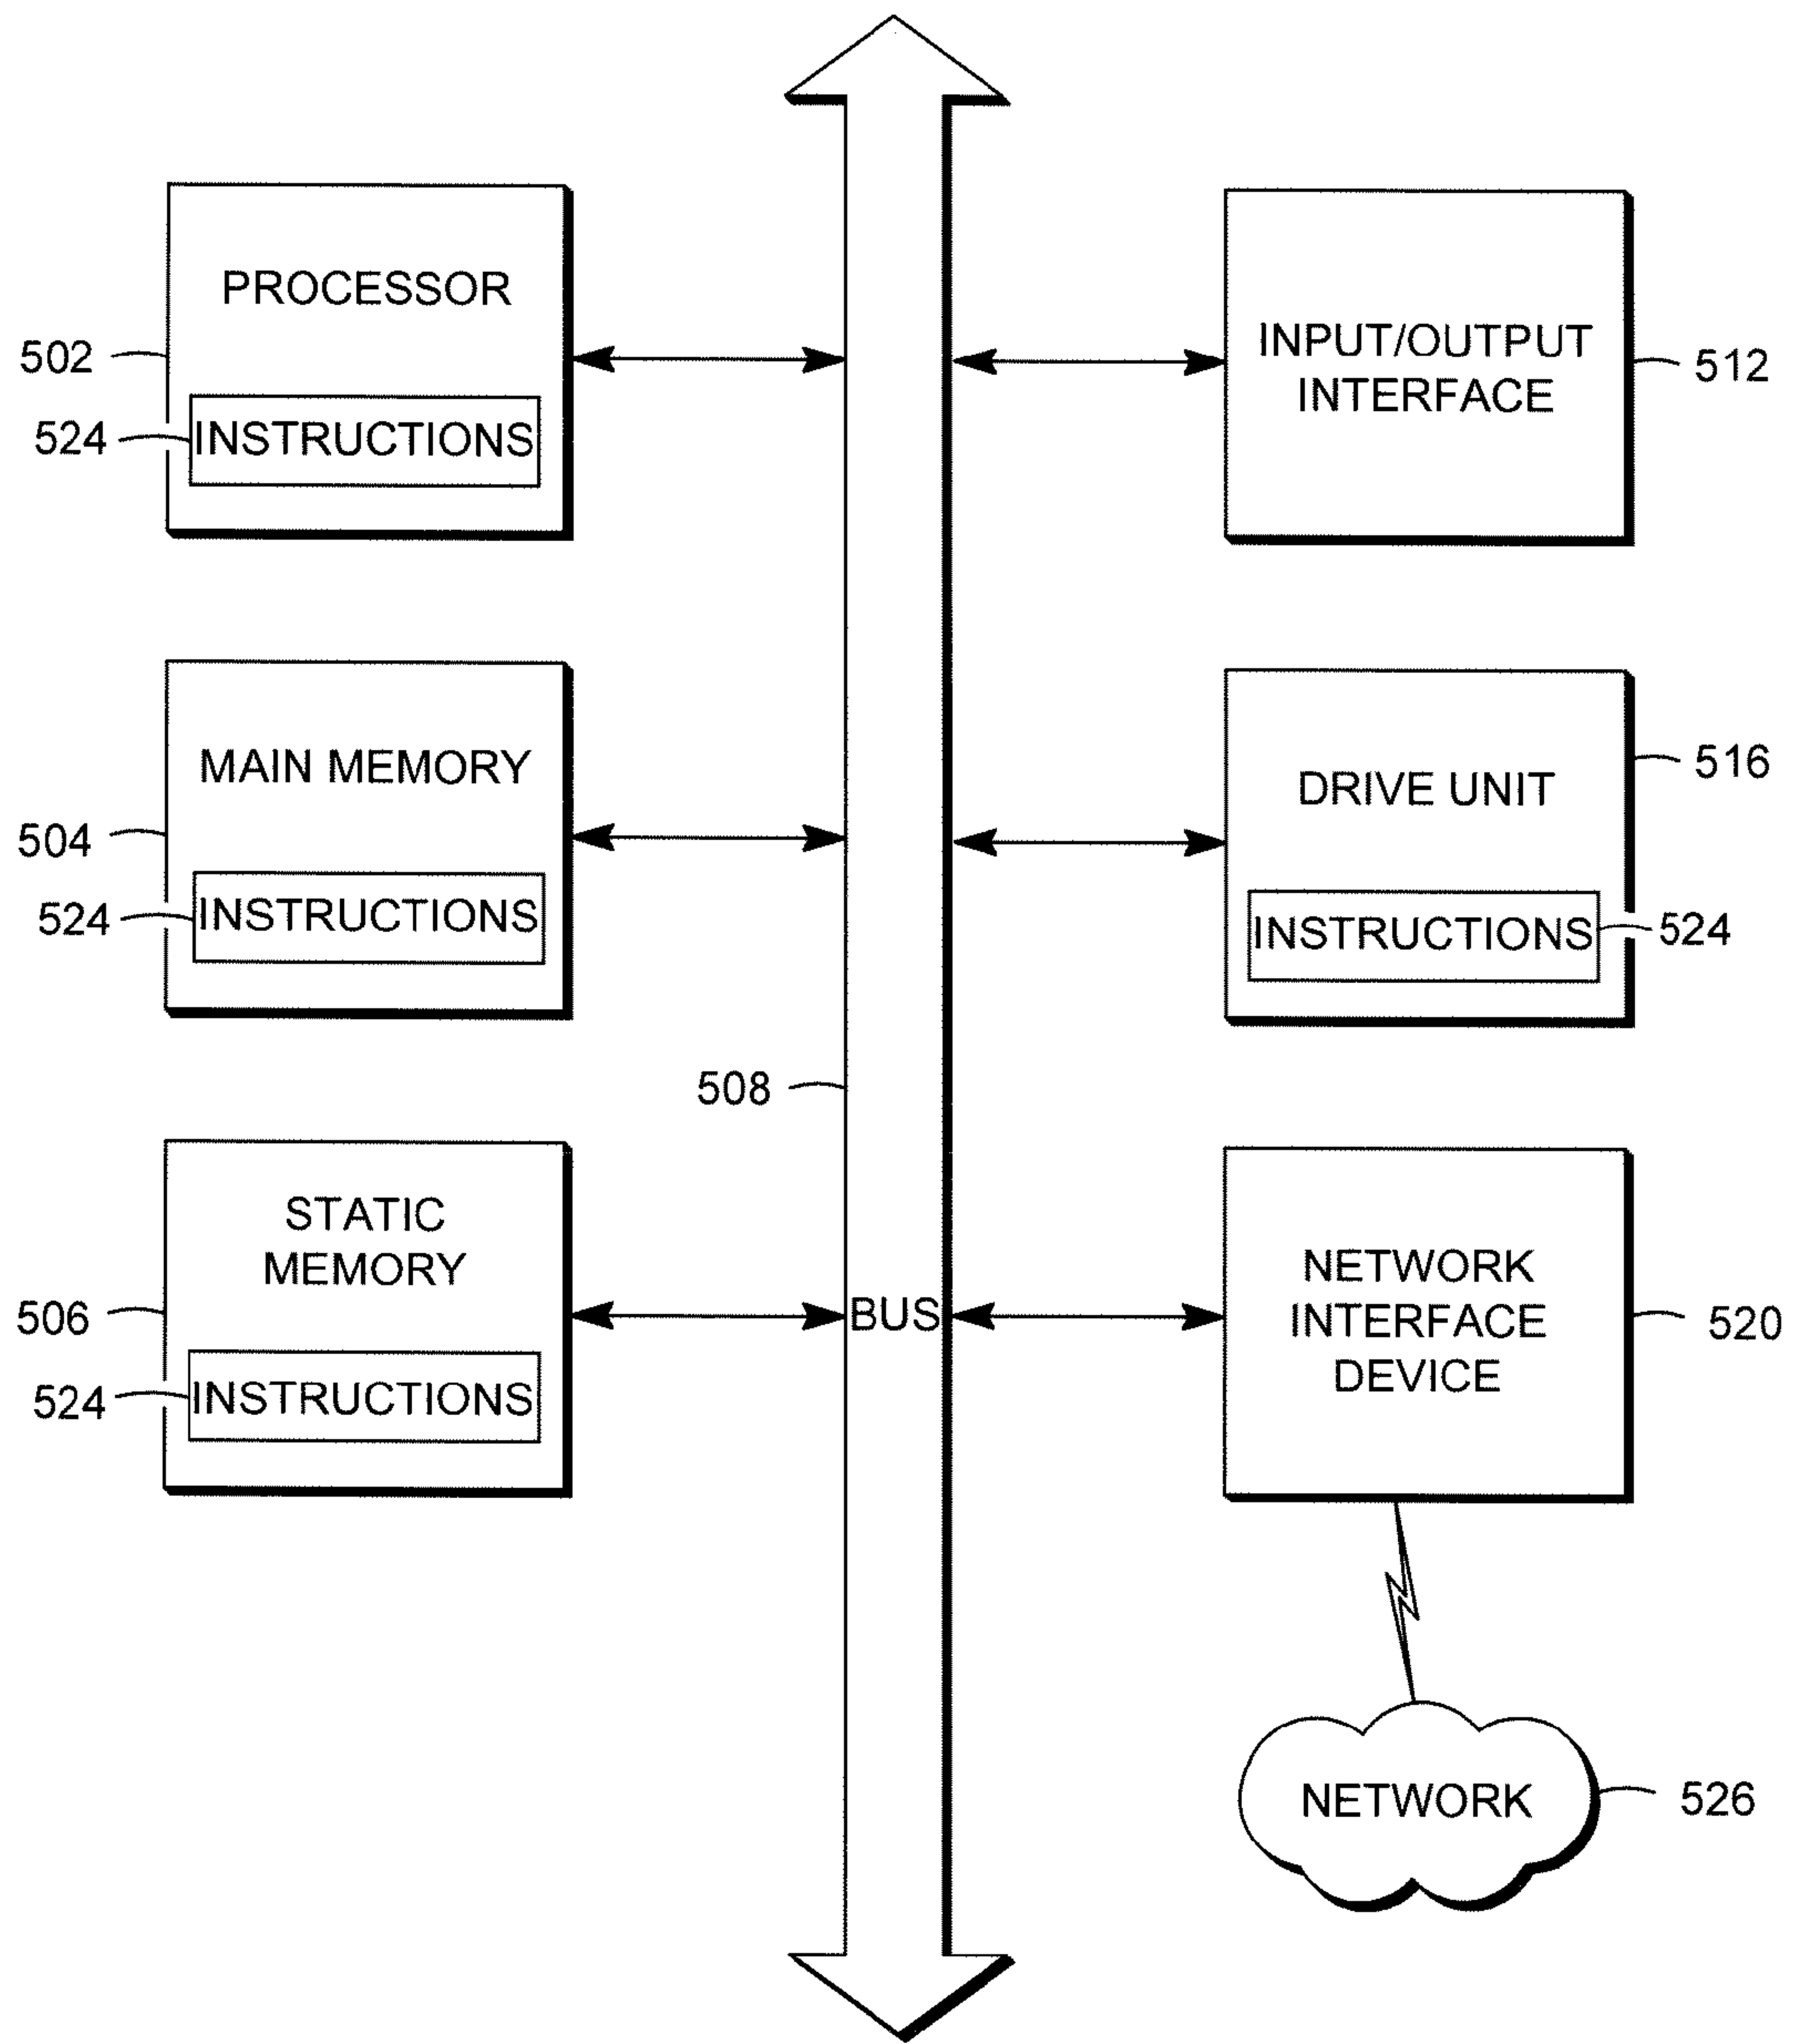 PROCESSOR
502
524
INSTRUCTIONS
MAIN MEMORY
504
524
INSTRUCTIONS
STATIC
MEMORY
506
524
INSTRUCTIONS
508
BUS
INPUT/OUTPUT
INTERFACE
512
DRIVE UNIT
516
INSTRUCTIONS
524
NETWORK
INTERFACE
DEVICE
520
NETWORK
526